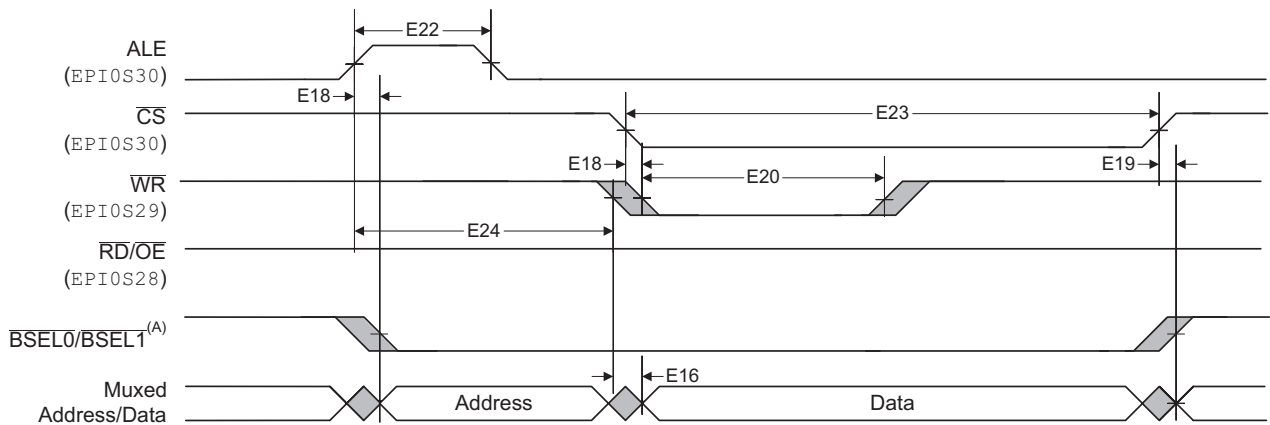 E22
ALE
(EPI0S30)
E18
CS
(EPI0S30)
E23
E18
E20
E19
WR
(EPI0S29)
E24
RD/OE
(EPI0S28)
BSEL0/BSEL1(A)
E16
Muxed
Address/Data
Address
Data